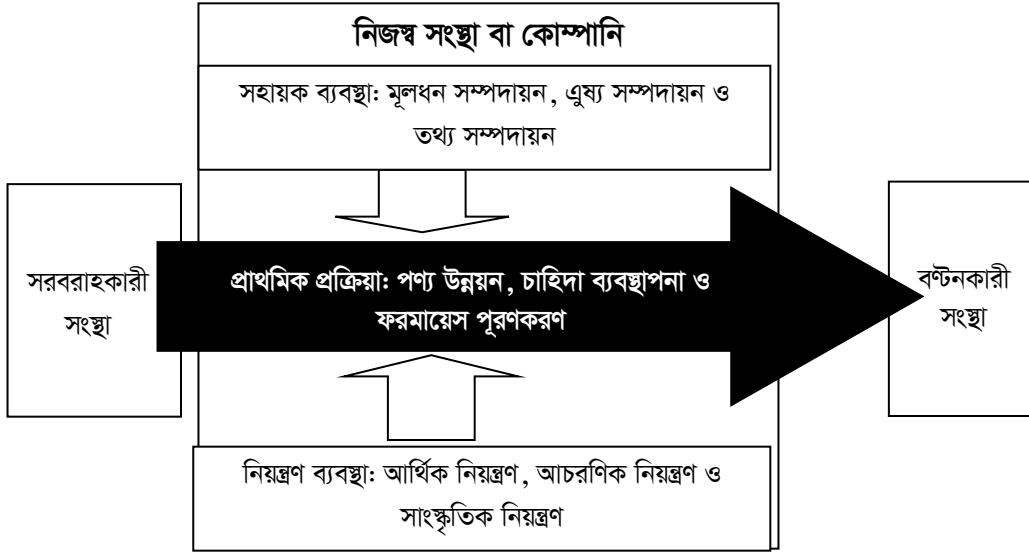 নিজস্ব সংস্থা বা কোম্পানি
সহায়ক ব্যবস্থা: মূলধন সম্পদায়ন, এুষ্য সম্পদায়ন ও
তথ্য সম্পদায়ন
সরবরাহকারী
সংস্থা
প্রাথমিক প্রক্রিয়া: পণ্য উন্নয়ন, চাহিদা ব্যবস্থাপনা ও
ফরমায়েস পূরণকরণ
বণ্টনকারী
সংস্থা
নিয়ন্ত্রণ ব্যবস্থা: আর্থিক নিয়ন্ত্রণ, আচরণিক নিয়ন্ত্রণ ও
সাংস্কৃতিক নিয়ন্ত্রণ